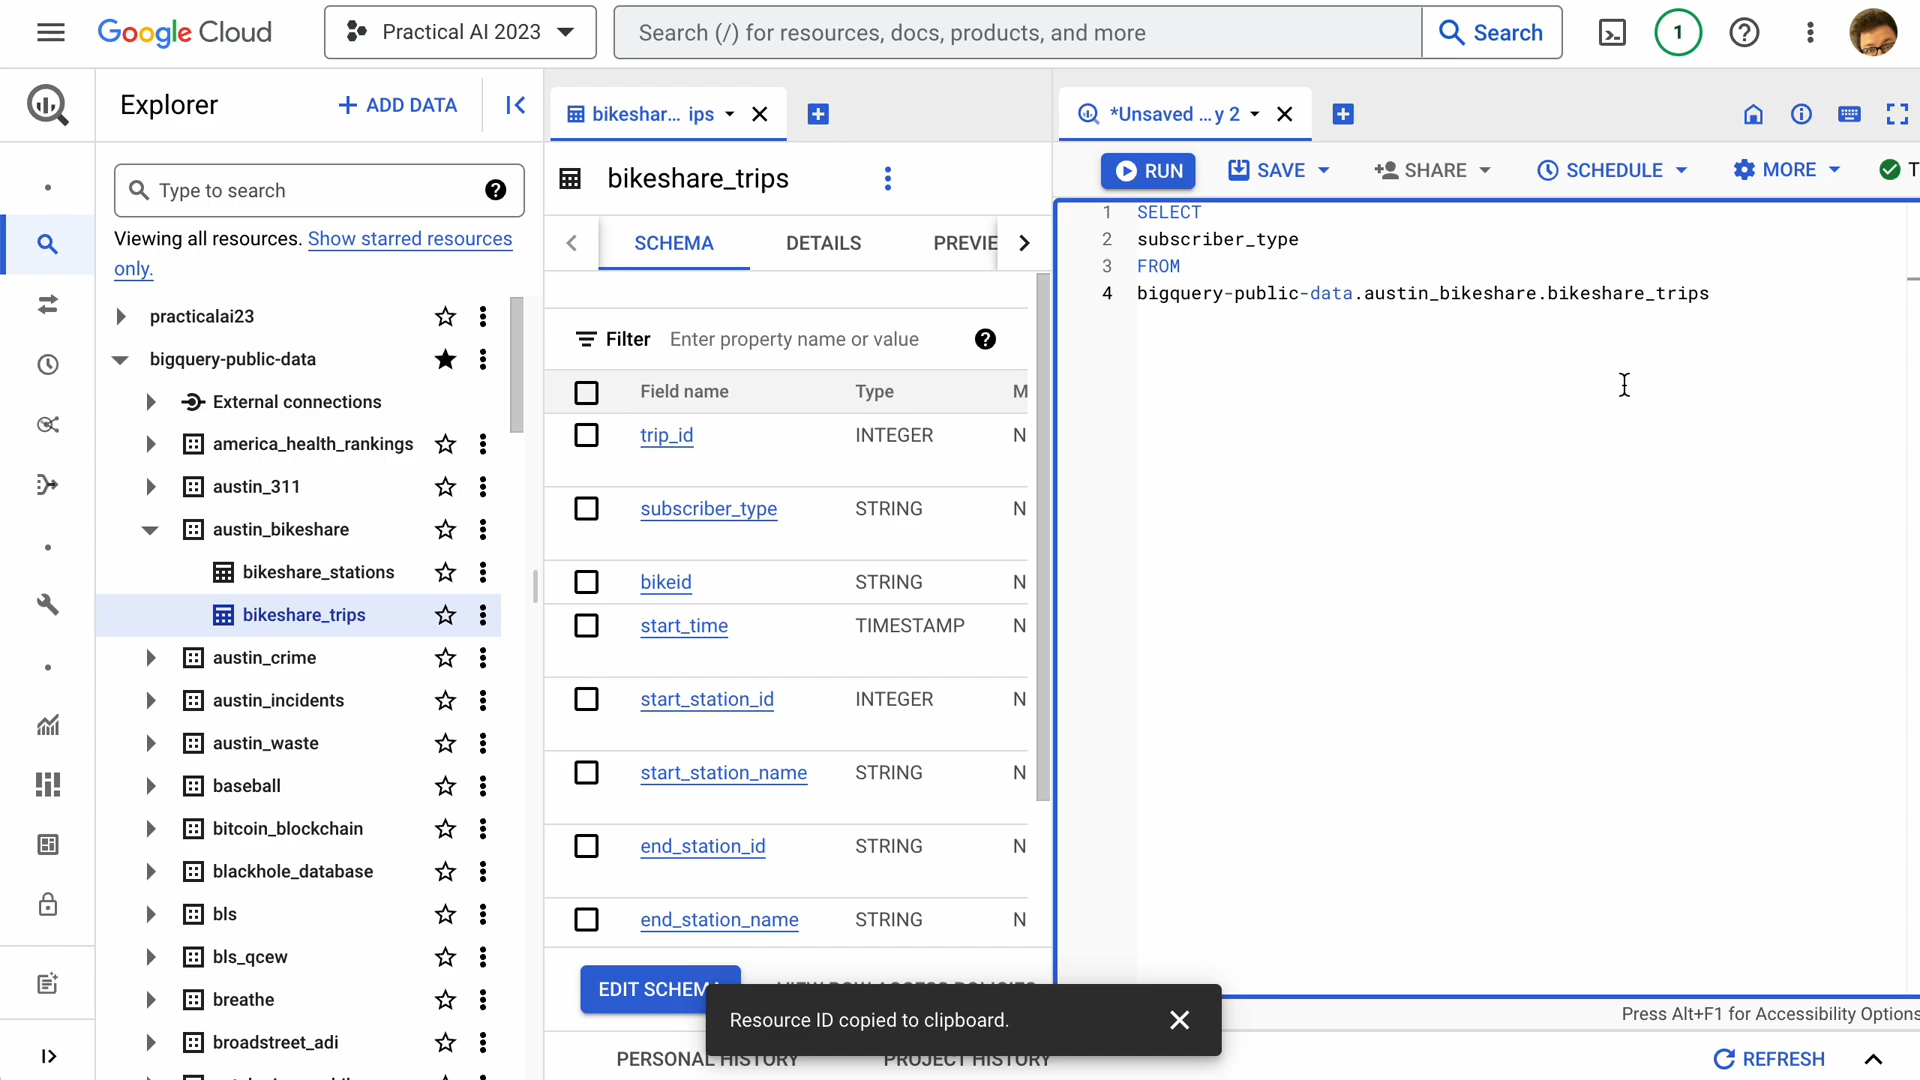 Google Cloud
Practical AI 2023
Search (/) for resources, docs, products, and more
Search
1
Explorer
+ ADD DATA
Type to search
Viewing all resources. Show starred resources
only.
practicalai23
bigquery-public-data
External connections
america_health_rankings
austin_311
austin_bikeshare
bikeshare_stations
bikeshare_trips
austin_crime
austin_incidents
austin_waste
baseball
bitcoin_blockchain
blackhole_database
bls
bls_qcew
breathe
broadstreet_adi
bikeshar... ips
bikeshare_trips
SCHEMA
DETAILS
PREVIE
Filter Enter property name or value
Field name Type M
trip_id INTEGER N
subscriber_type STRING N
bikeid STRING N
start_time TIMESTAMP N
start_station_id INTEGER N
start_station_name STRING N
end_station_id STRING N
end_station_name STRING N
EDIT SCHEM
VIEW ROW ACCESS POLICIES
Resource ID copied to clipboard.
PERSONAL HISTORY
PROJECT HISTORY
*Unsaved ...y 2
RUN
SAVE
SHARE
SCHEDULE
MORE
T
1 SELECT
2 subscriber_type
3 FROM
4 bigquery-public-data.austin_bikeshare.bikeshare_trips
Press Alt+F1 for Accessibility Options
REFRESH